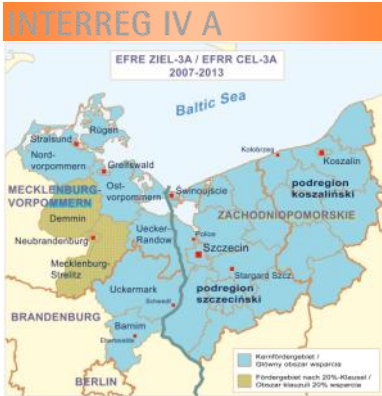 INTERREG IV A
EFRE ZIEL-3A / EFRR CEL-3A
2007-2013
Baltic Sea
Rügen
Stralsund
Nord-
vorpommern
Greifswald
Kołobrzeg
Koszalin
MECKLENBURG-
VORPOMMERN
Ost-
vorpommern
Świnoujście
podregion
koszaliński
Demmin
ZACHODNIOPOMORSKIE
Neubrandenburg
Uecker-
Randow
Police
Szczecin
Mecklenburg-
Strelitz
Stargard Szcz.
Uckermark
podregion
szczeciński
Schwedt
BRANDENBURG
Barnim
Eberswalde
BERLIN
Kernfördergebiet /
Główny obszar wsparcia
Fördergebiet nach 20%-Klausel /
Obszar klauzuli 20% wsparcia